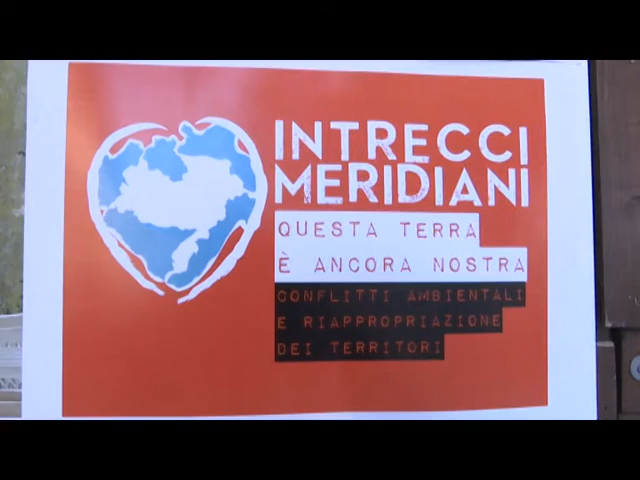 INTRECCI
MERIDIANI
QUESTA TERRA
È ANCORA NOSTRA
CONFLITTI AMBIENTALI
E RIAPPROPRIAZIONE
DEI TERRITORI